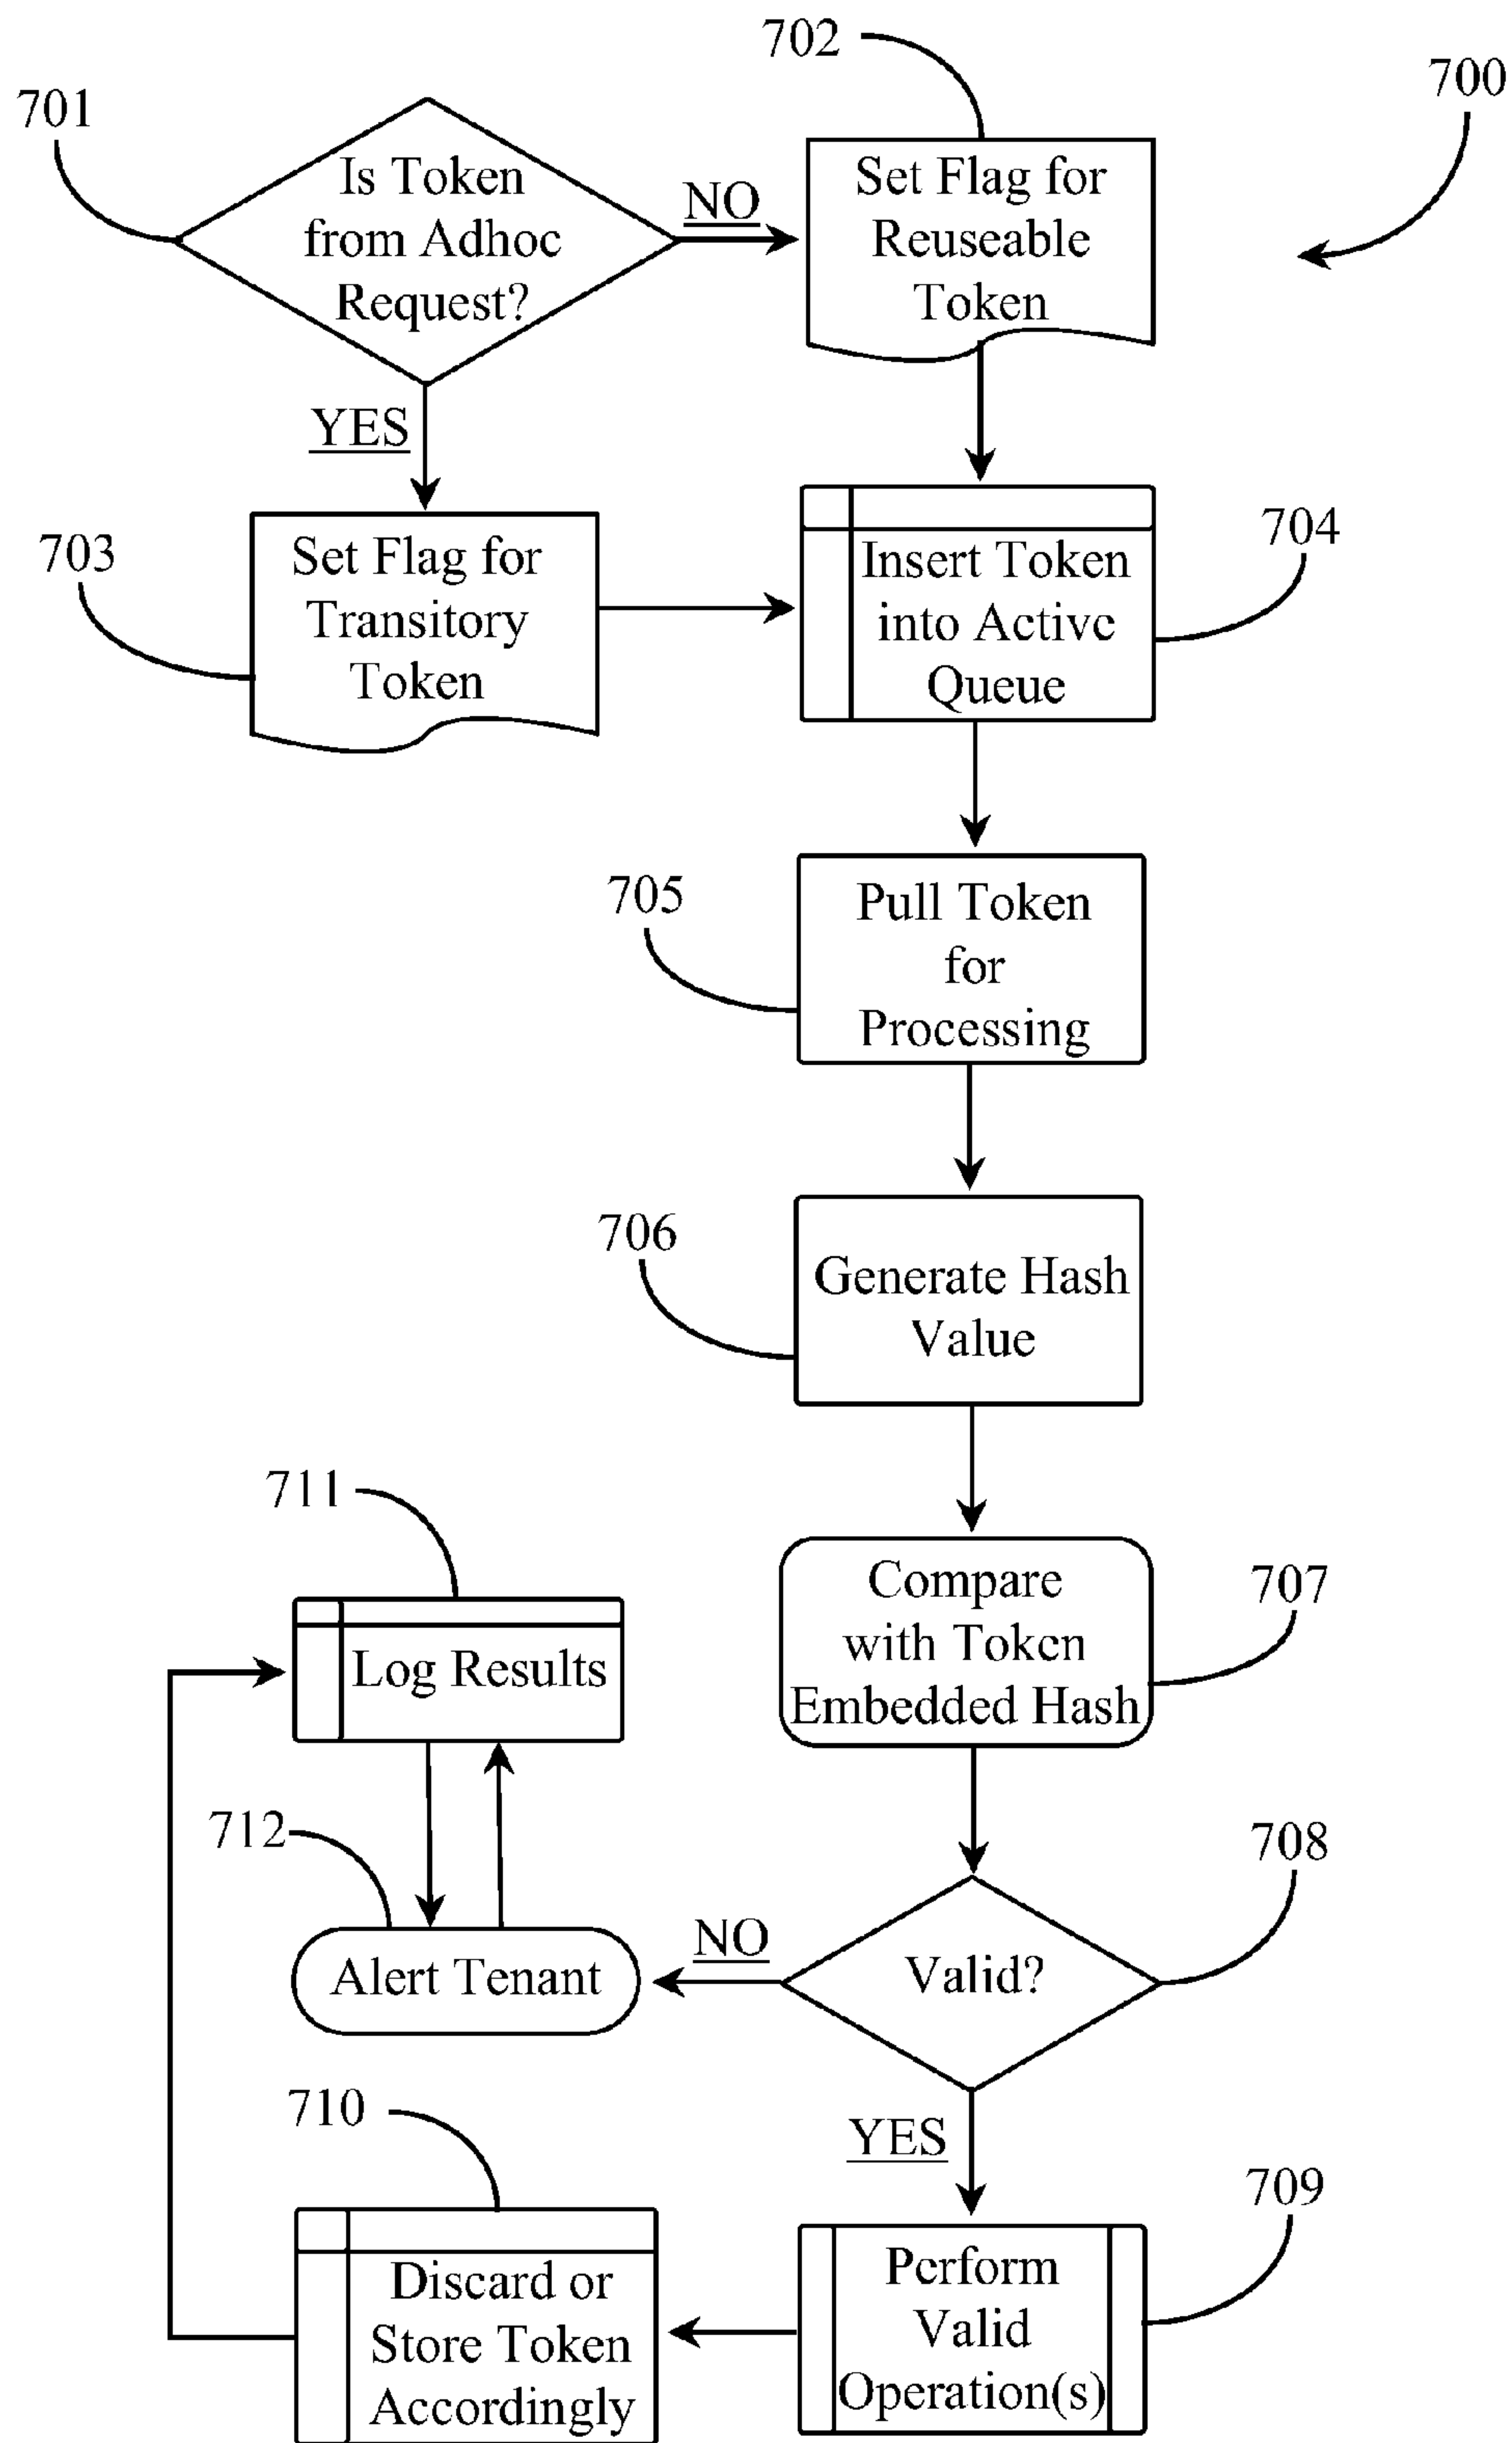 702
700
701
Is Token
from Adhoc
Request?
NO
Set Flag for
Reuseable
Token
YES
703
Set Flag for
Transitory
Token
Insert Token
into Active
Queue
704
705
Pull Token
for
Processing
706
Generate Hash
Value
711
Compare
with Token
Embedded Hash
707
Log Results
712
708
Alert Tenant
NO
Valid?
710
YES
709
Discard or
Store Token
Accordingly
Perform
Valid
Operation(s)